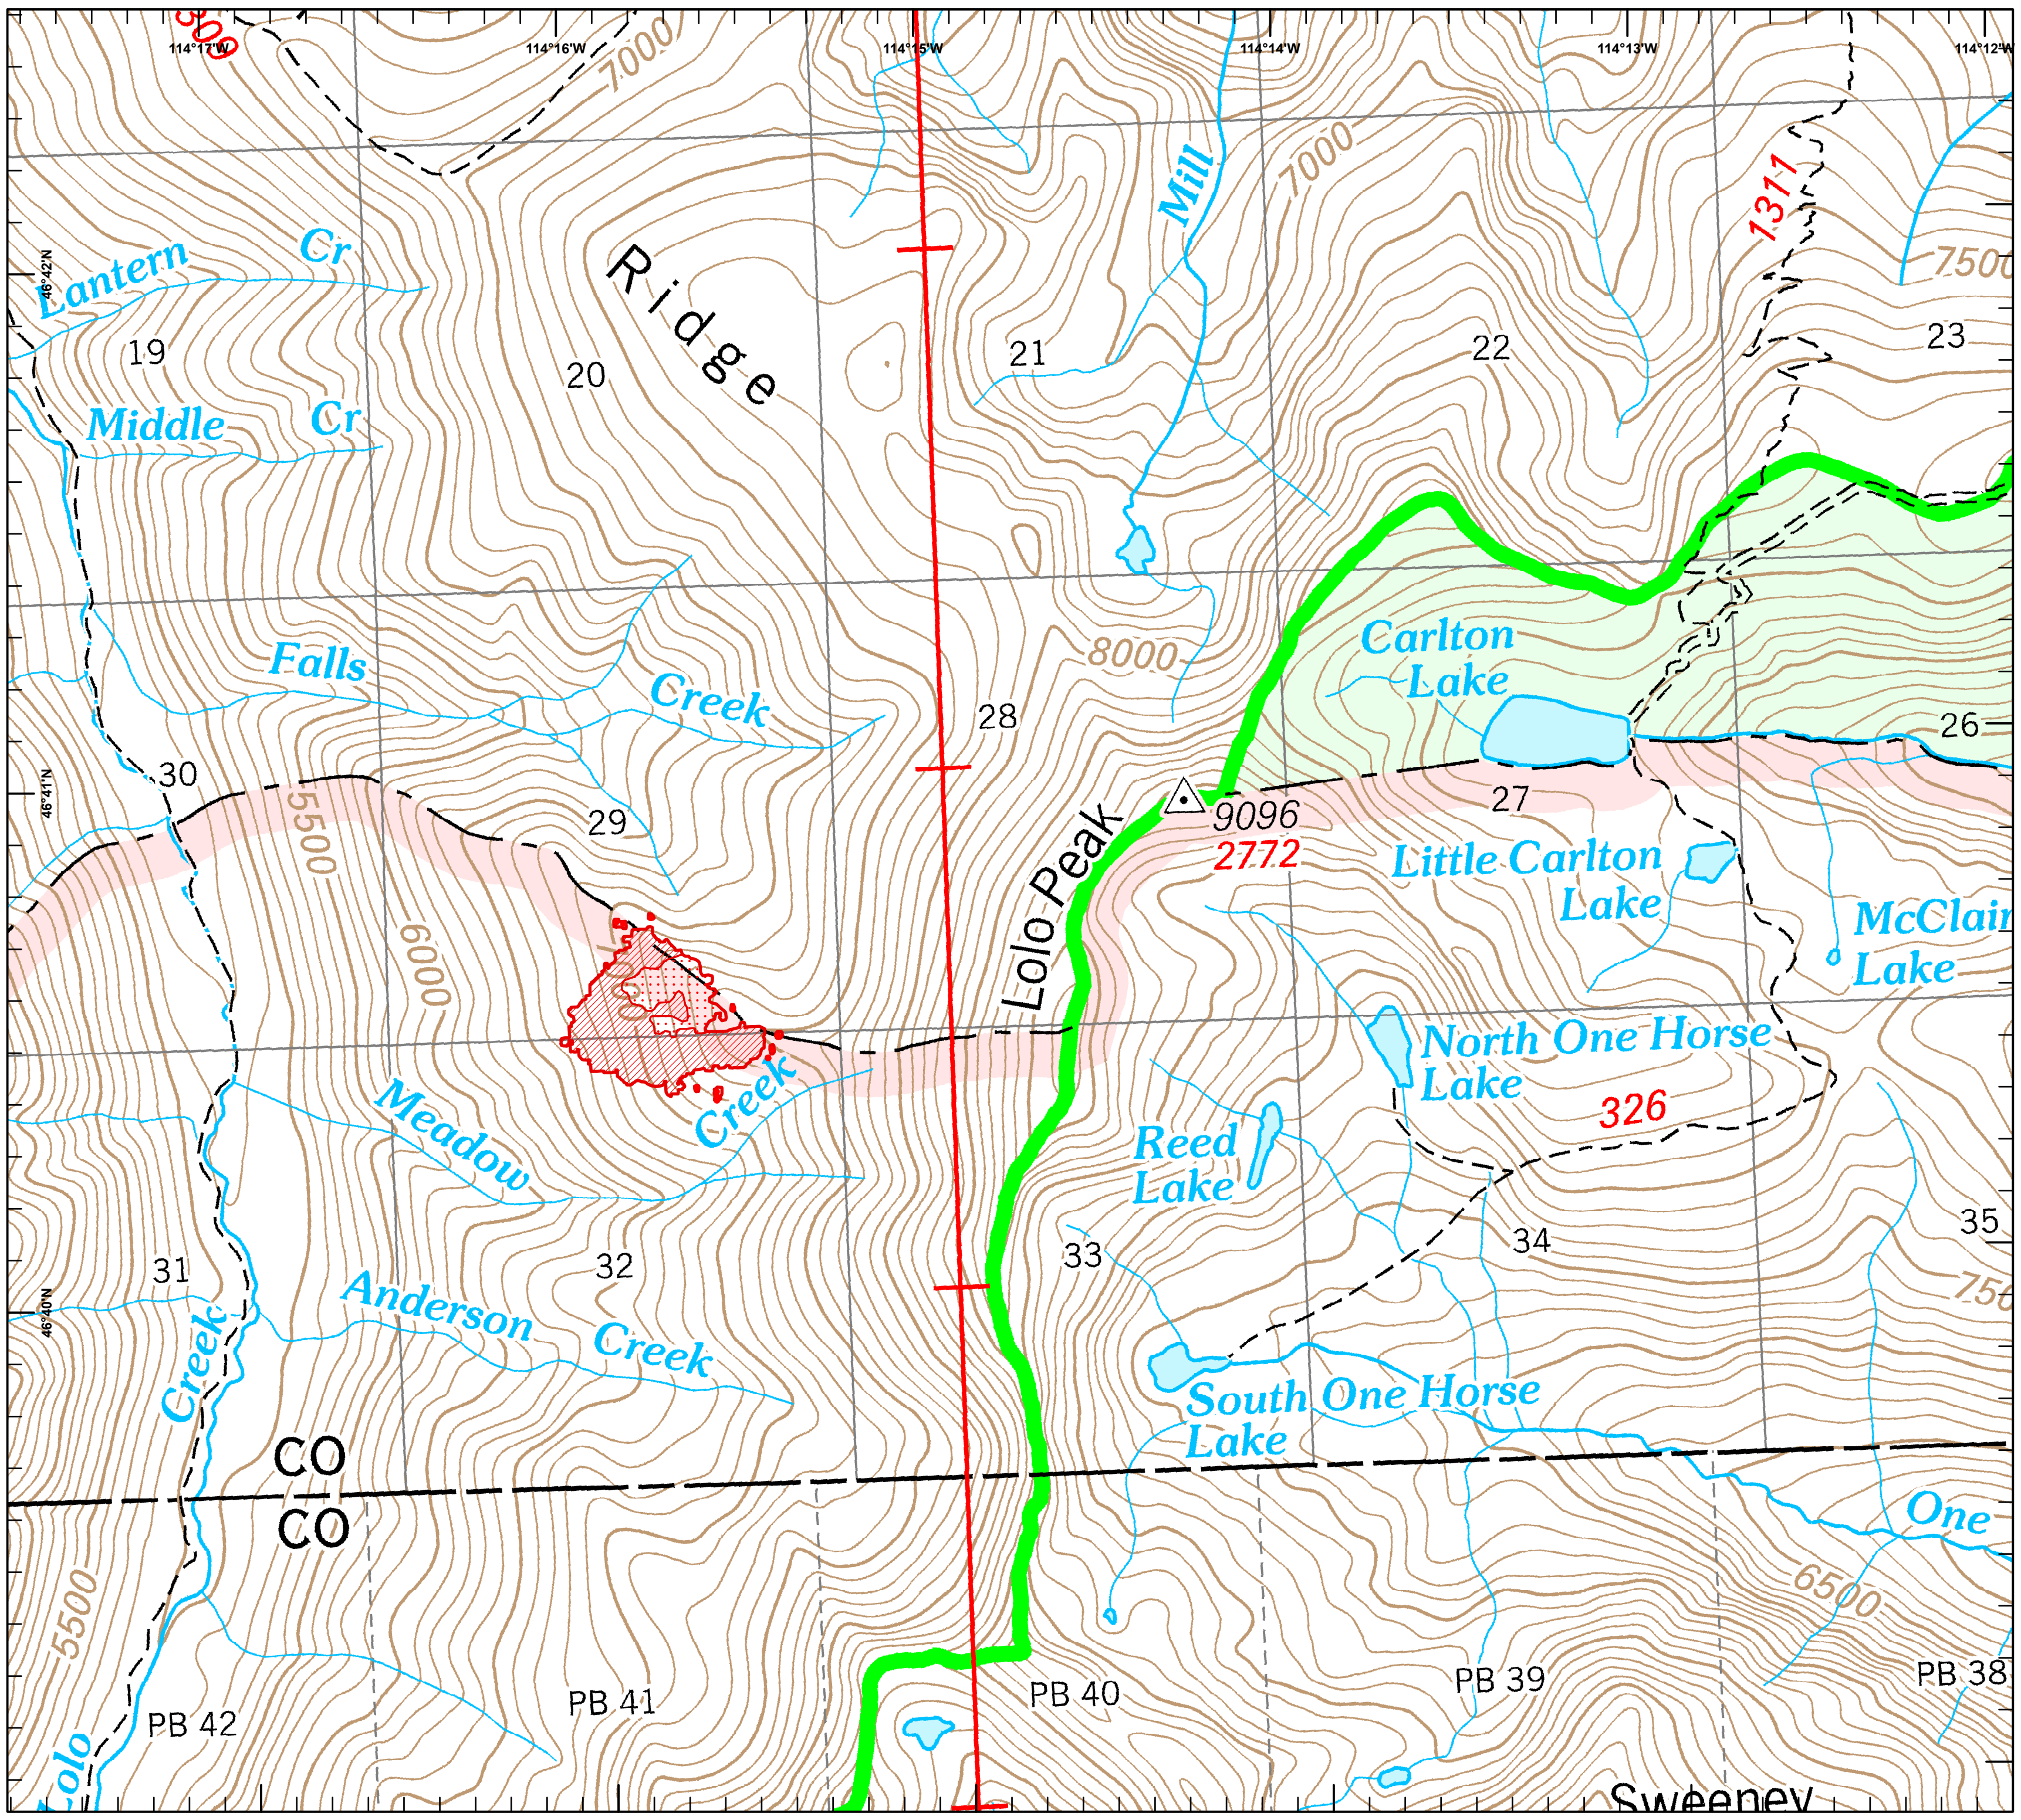 300
114°17'W
114°16'W
114°15'W
114°14'W
114°13'W
114°12'W
7000
Mill
7000
1311
Lantern Cr
46°42'N
Ridge
7500
19
20
21
22
23
Middle Cr
Carlton
Lake
8000
Falls Creek
28
26
30
46°41'N
5500
29
9096
2772
27
Lolo Peak
Little Carlton
Lake
McClair
Lake
6000
7000
North One Horse
Lake
Meadow Creek
326
Reed
Lake
31
32
33
34
35
Anderson Creek
46°40'N
750
Creek
South One Horse
Lake
CO
CO
One
5500
6500
PB 42
PB 41
PB 40
PB 39
PB 38
Lolo
Sweeney